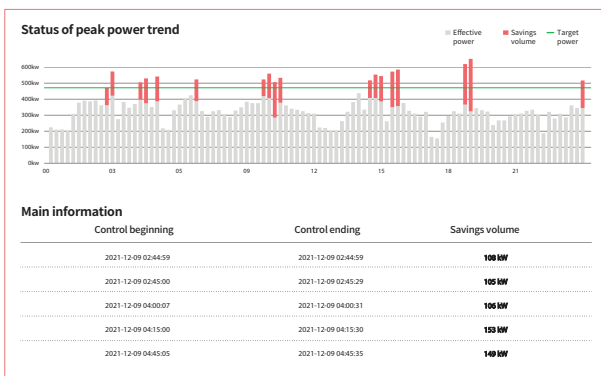 Status of peak power trend
Effective power
Savings volume
Target power
600kw
500kw
400kw
300kw
200kw
100kw
0kw
00 03 05 09 12 15 18 21
Main information
Control beginning Control ending Savings volume
2021-12-09 02:44:59 2021-12-09 02:44:59 108 kW
2021-12-09 02:45:00 2021-12-09 02:45:29 105 kW
2021-12-09 04:00:07 2021-12-09 04:00:31 106 kW
2021-12-09 04:15:00 2021-12-09 04:15:30 153 kW
2021-12-09 04:45:05 2021-12-09 04:45:35 149 kW